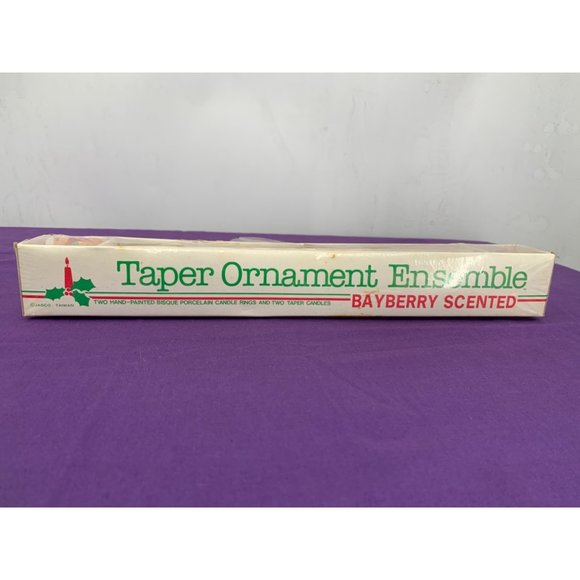 Taper Ornament Ensemble
TWO HAND-PAINTED BISQUE PORCELAIN CANDLE RINGS AND TWO TAPER CANDLES
BAYBERRY SCENTED
©JASCO, TAIWAN